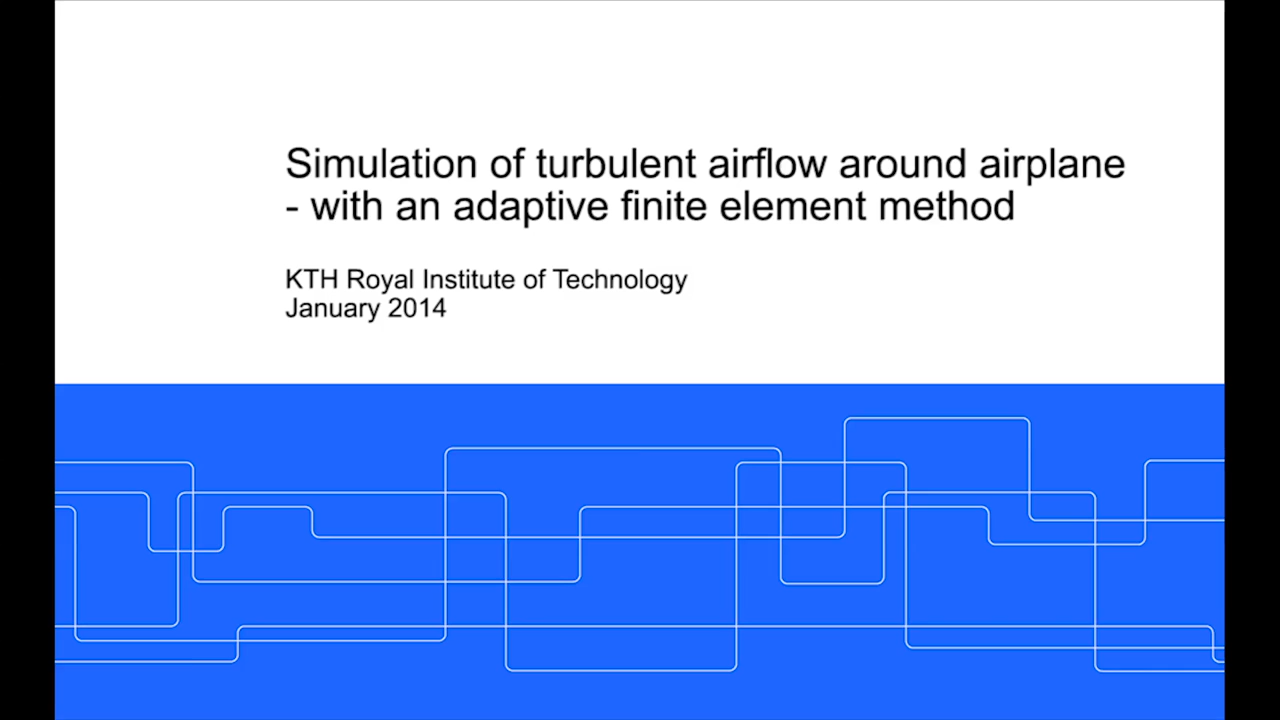 Simulation of turbulent airflow around airplane
- with an adaptive finite element method
KTH Royal Institute of Technology
January 2014